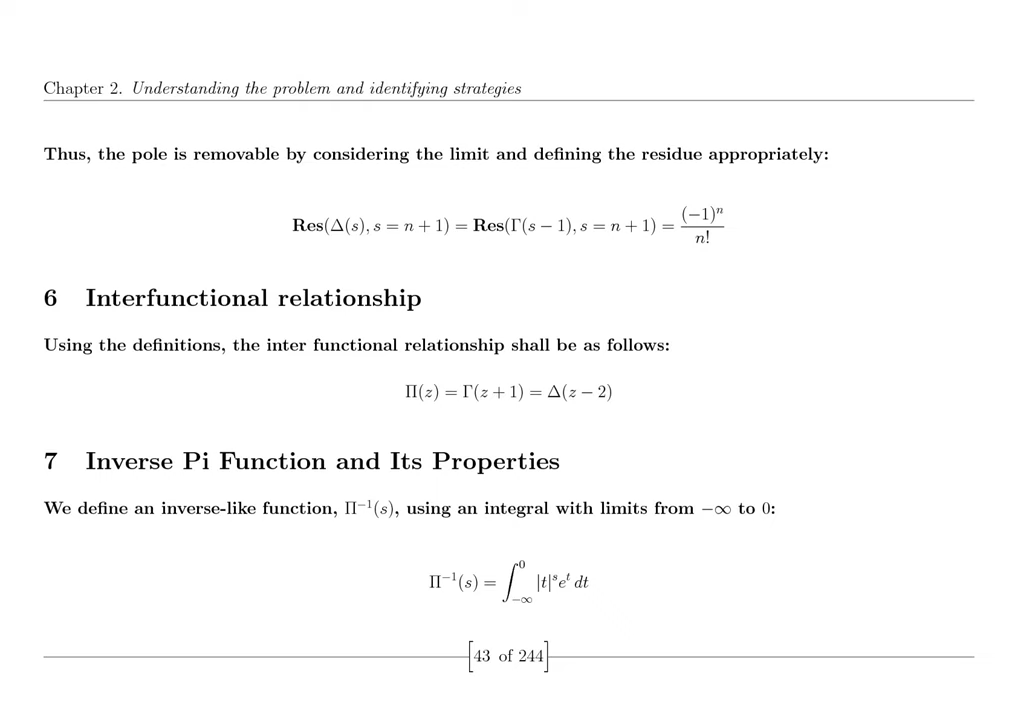 Chapter 2. Understanding the problem and identifying strategies
Thus, the pole is removable by considering the limit and defining the residue appropriately:
Res(Δ(s), s = n + 1) = Res(Γ(s − 1), s = n + 1) = (−1)ⁿ / n!
6 Interfunctional relationship
Using the definitions, the inter functional relationship shall be as follows:
Π(z) = Γ(z + 1) = Δ(z − 2)
7 Inverse Pi Function and Its Properties
We define an inverse-like function, Π⁻¹(s), using an integral with limits from −∞ to 0:
Π⁻¹(s) = ∫₋∞⁰ |t|ˢeᵗ dt
[43 of 244]